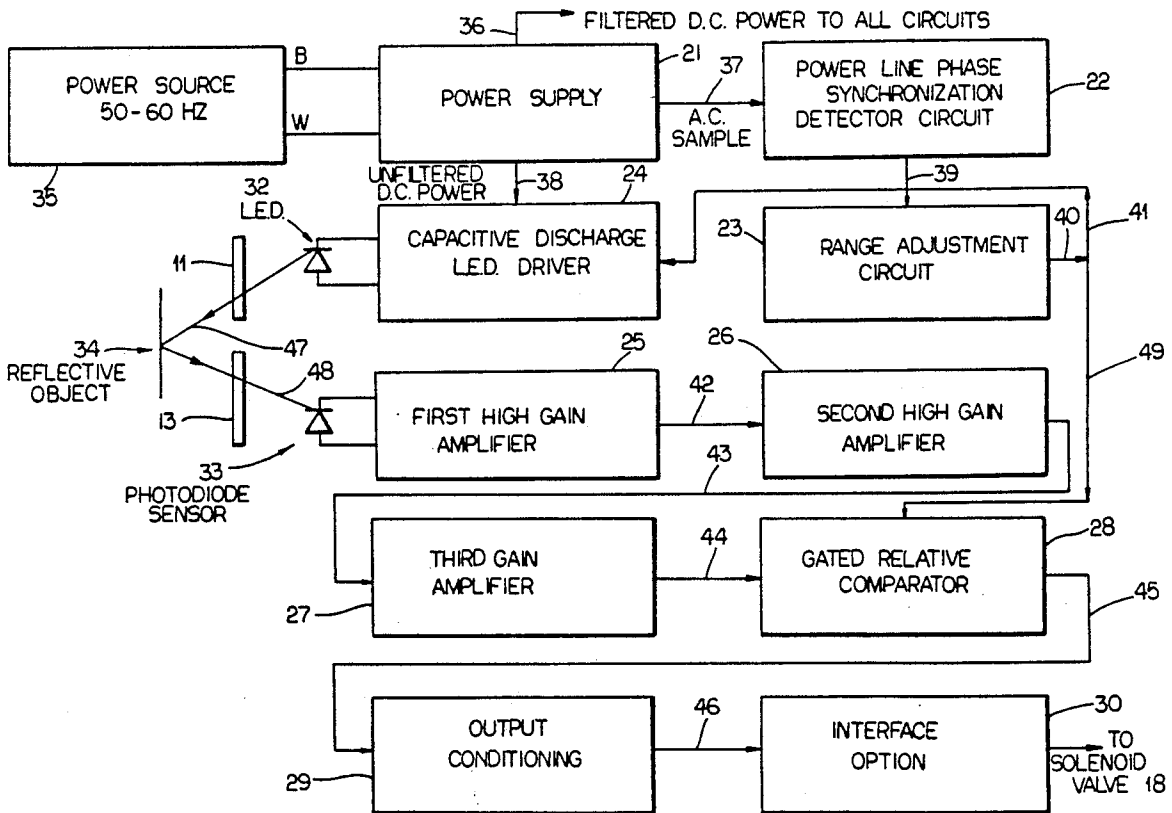 36
FILTERED D.C. POWER TO ALL CIRCUITS
POWER SOURCE
50-60 HZ
35
B
W
POWER SUPPLY
21
37
A.C.
SAMPLE
POWER LINE PHASE
SYNCHRONIZATION
DETECTOR CIRCUIT
22
UNFILTERED
D.C. POWER
38
39
32
L.E.D.
24
CAPACITIVE DISCHARGE
L.E.D. DRIVER
23
RANGE ADJUSTMENT
CIRCUIT
40
41
11
34
REFLECTIVE
OBJECT
47
48
13
33
PHOTODIODE
SENSOR
25
FIRST HIGH GAIN
AMPLIFIER
42
26
SECOND HIGH GAIN
AMPLIFIER
49
43
THIRD GAIN
AMPLIFIER
27
44
GATED RELATIVE
COMPARATOR
28
45
OUTPUT
CONDITIONING
29
46
INTERFACE
OPTION
30
TO
SOLENOID
VALVE 18